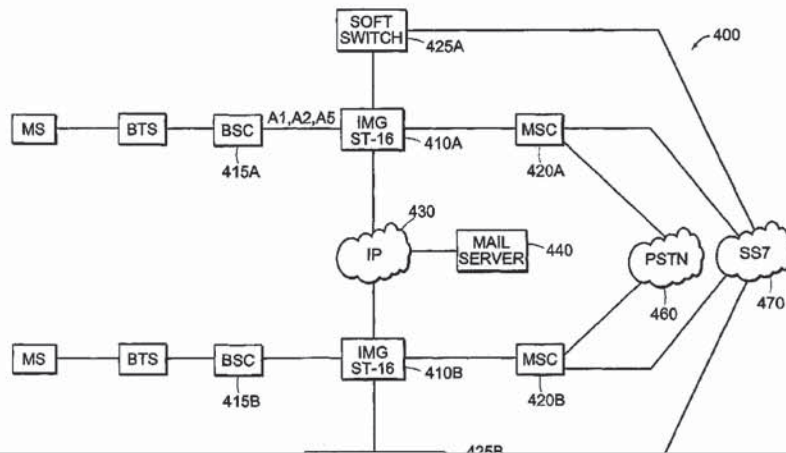 SOFT
SWITCH
425A
400
MS
BTS
BSC
A1,A2,A5
IMG
ST-16
MSC
415A
410A
420A
430
IP
MAIL
SERVER
440
PSTN
SS7
460
470
MS
BTS
BSC
IMG
ST-16
MSC
415B
410B
420B
425B